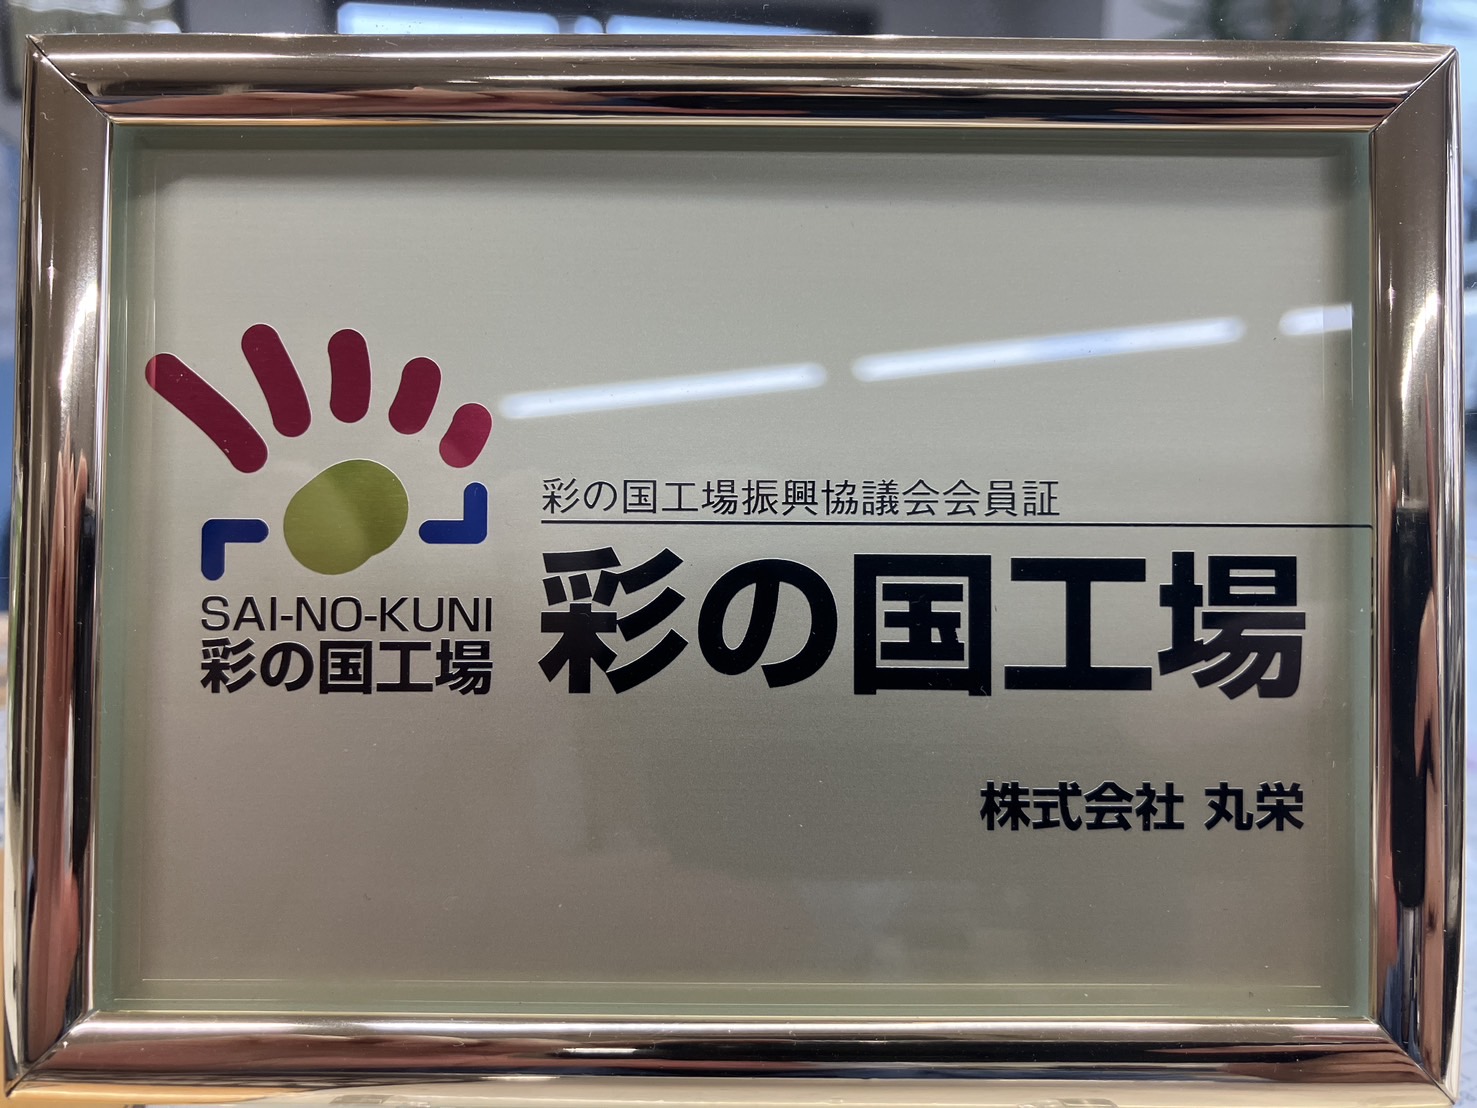 彩の国工場振興協議会会員証
彩の国工場
SAI-NO-KUNI
彩の国工場
株式会社 丸栄